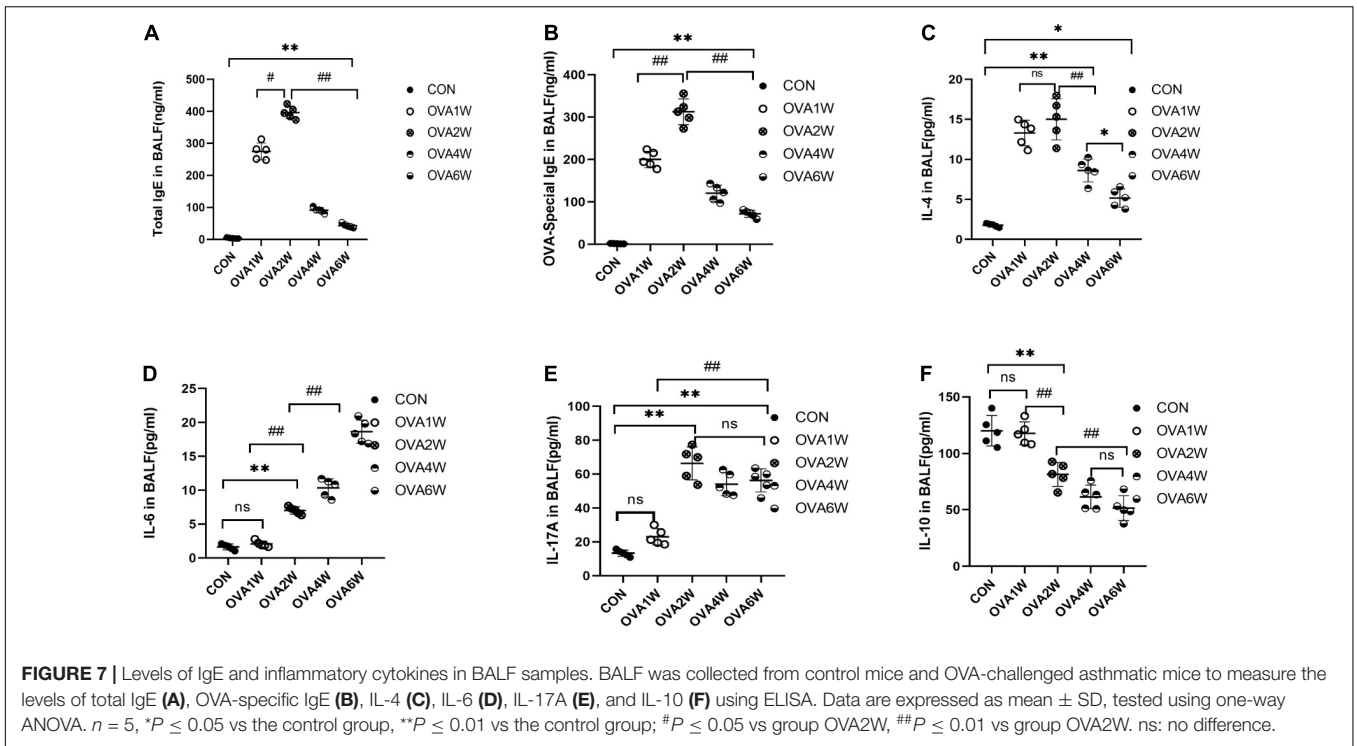 A
**
# ##
Total IgE in BALF(ng/ml)
500
400
300
200
100
0
CON OVA1W OVA2W OVA4W OVA6W
CON
OVA1W
OVA2W
OVA4W
OVA6W
B
**
## ##
OVA-Special IgE in BALF(ng/ml)
400
300
200
100
0
CON OVA1W OVA2W OVA4W OVA6W
CON
OVA1W
OVA2W
OVA4W
OVA6W
C
*
**
ns ##
*
IL-4 in BALF(pg/ml)
20
15
10
5
0
CON OVA1W OVA2W OVA4W OVA6W
CON
OVA1W
OVA2W
OVA4W
OVA6W
D
##
##
**
ns
IL-6 in BALF(pg/ml)
25
20
15
10
5
0
CON OVA1W OVA2W OVA4W OVA6W
CON
OVA1W
OVA2W
OVA4W
OVA6W
E
##
**
**
ns
ns
IL-17A in BALF(pg/ml)
100
80
60
40
20
0
CON OVA1W OVA2W OVA4W OVA6W
CON
OVA1W
OVA2W
OVA4W
OVA6W
F
**
ns ##
##
ns
IL-10 in BALF(pg/ml)
150
100
50
0
CON OVA1W OVA2W OVA4W OVA6W
CON
OVA1W
OVA2W
OVA4W
OVA6W
FIGURE 7 | Levels of IgE and inflammatory cytokines in BALF samples. BALF was collected from control mice and OVA-challenged asthmatic mice to measure the
levels of total IgE (A), OVA-specific IgE (B), IL-4 (C), IL-6 (D), IL-17A (E), and IL-10 (F) using ELISA. Data are expressed as mean ± SD, tested using one-way
ANOVA. n = 5, *P ≤ 0.05 vs the control group, **P ≤ 0.01 vs the control group; #P ≤ 0.05 vs group OVA2W, ##P ≤ 0.01 vs group OVA2W. ns: no difference.